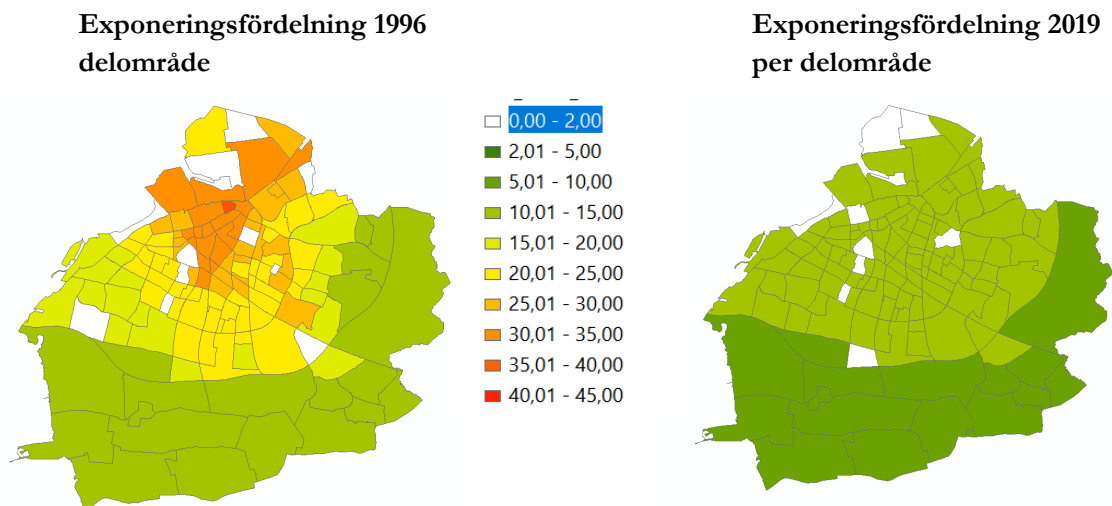 Exponeringsfördelning 1996
delområde
Exponeringsfördelning 2019
per delområde
0,00 - 2,00
2,01 - 5,00
5,01 - 10,00
10,01 - 15,00
15,01 - 20,00
20,01 - 25,00
25,01 - 30,00
30,01 - 35,00
35,01 - 40,00
40,01 - 45,00